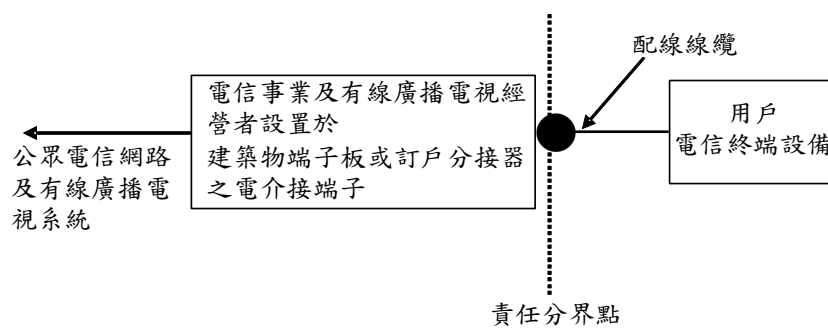 配線線纜
電信事業及有線廣播電視經
營者設置於
建築物端子板或訂戶分接器
之電介接端子
用戶
電信終端設備
公眾電信網路
及有線廣播電
視系統
責任分界點